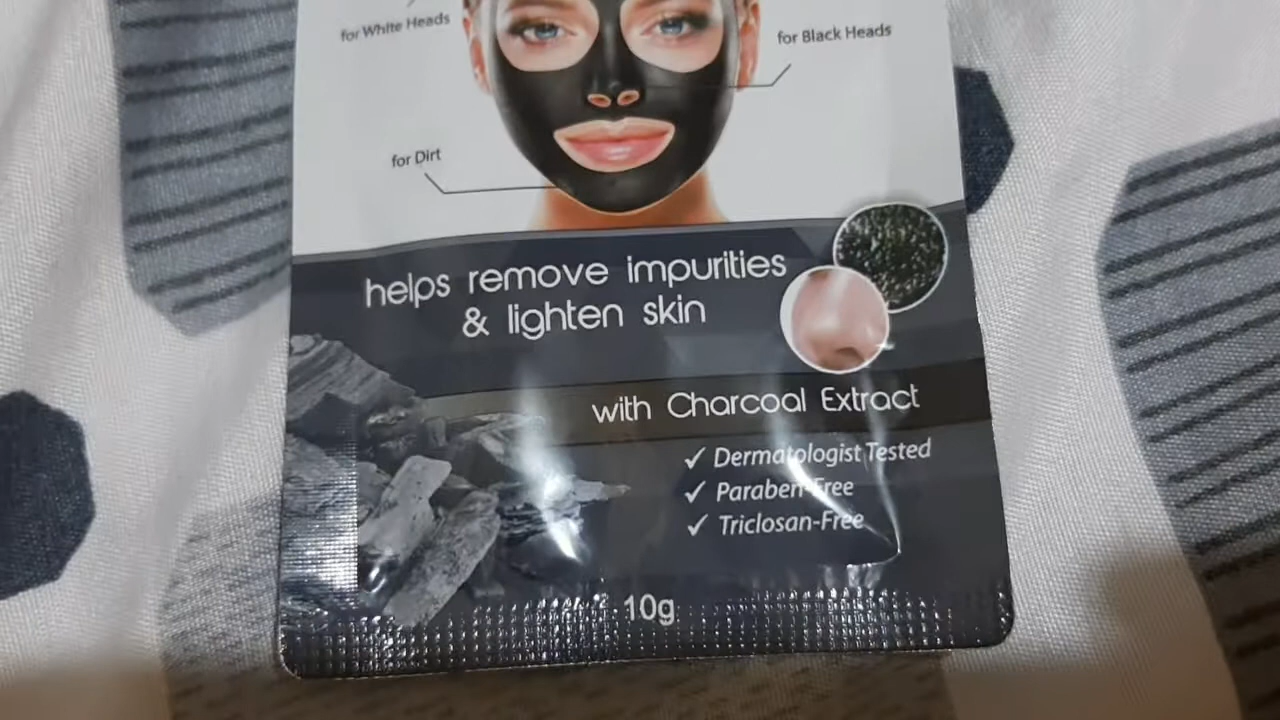 for White Heads
for Black Heads
for Dirt
helps remove impurities
& lighten skin
with Charcoal Extract
✓ Dermatologist Tested
✓ Paraben-Free
✓ Triclosan-Free
10g